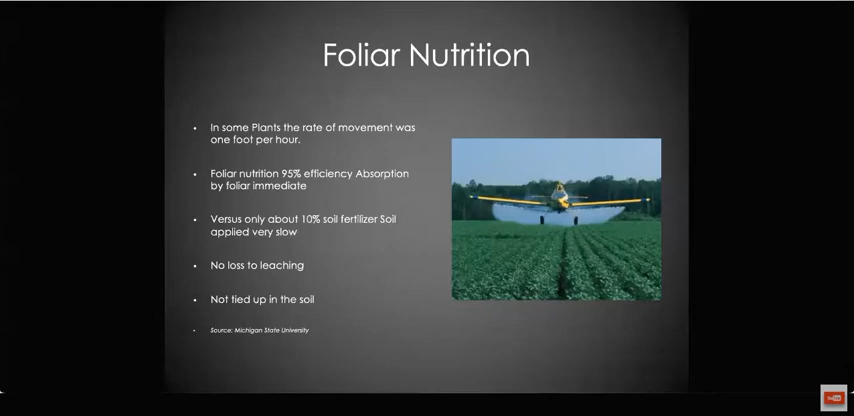 Foliar Nutrition
• In some Plants the rate of movement was
one foot per hour.
• Foliar nutrition 95% efficiency Absorption
by foliar immediate
• Versus only about 10% soil fertilizer Soil
applied very slow
• No loss to leaching
• Not tied up in the soil
• Source: Michigan State University